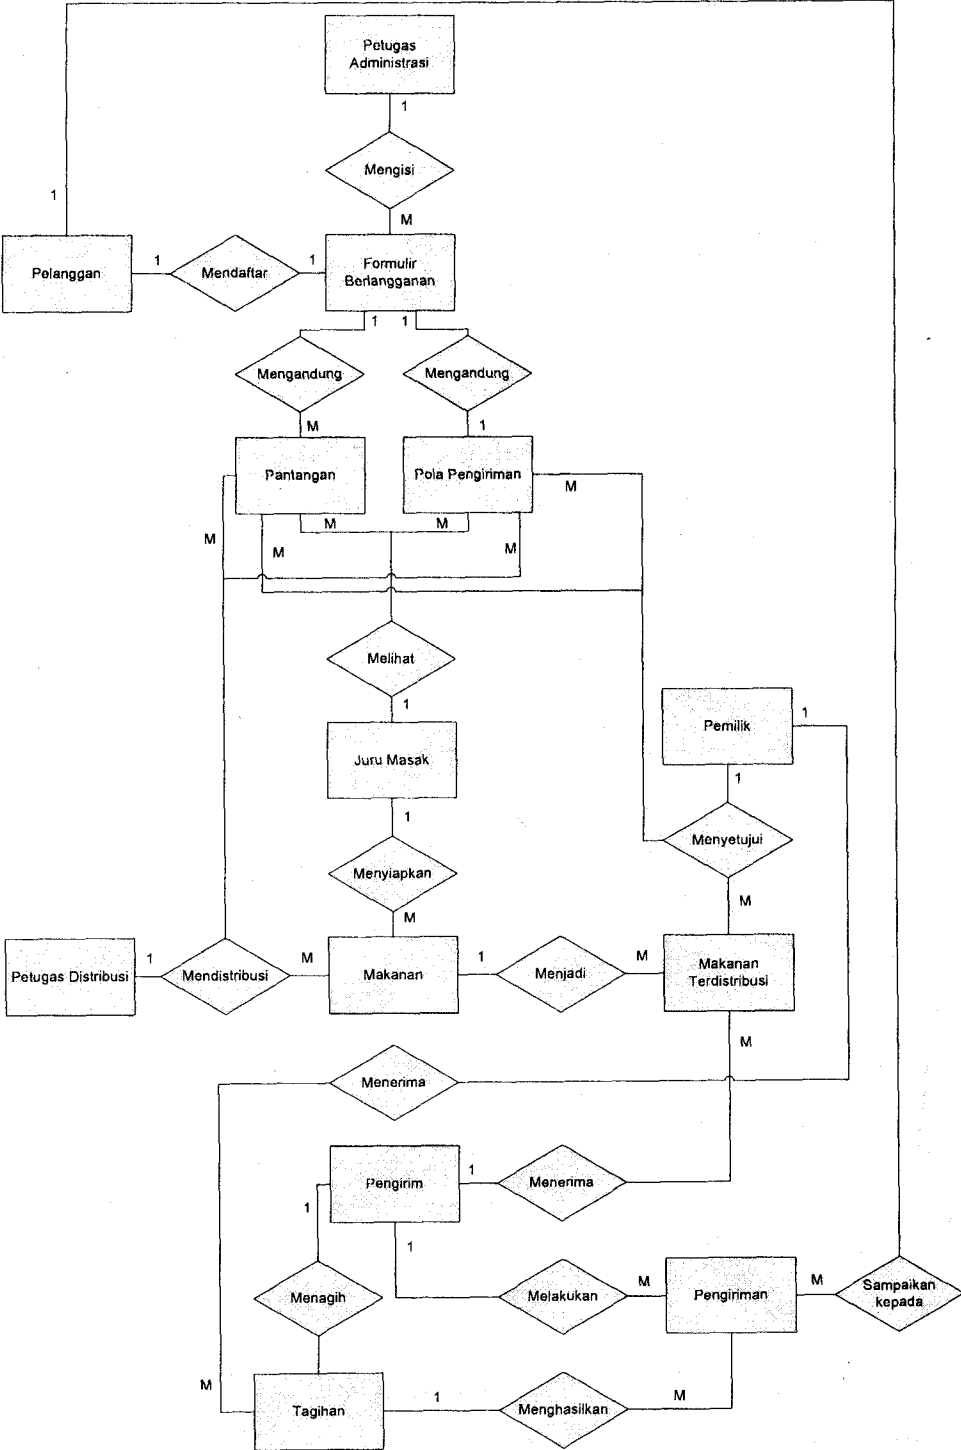 Petugas
Administrasi
1
Mengisi
1
M
Pelanggan
1
Mendaftar
1
Formulir
Berlangganan
1
1
Mengandung
Mengandung
M
1
Pantangan
Pola Pengiriman
M
M
M
M
M
M
Melihat
1
Pemilik
1
Juru Masak
1
1
Menyetujui
Menyiapkan
M
M
Petugas Distribusi
1
Mendistribusi
M
Makanan
1
Menjadi
M
Makanan
Terdistribusi
M
Menerima
Pengirim
1
Menerima
1
1
Menagih
Melakukan
M
Pengiriman
M
Sampaikan
kepada
M
Tagihan
1
Menghasilkan
M